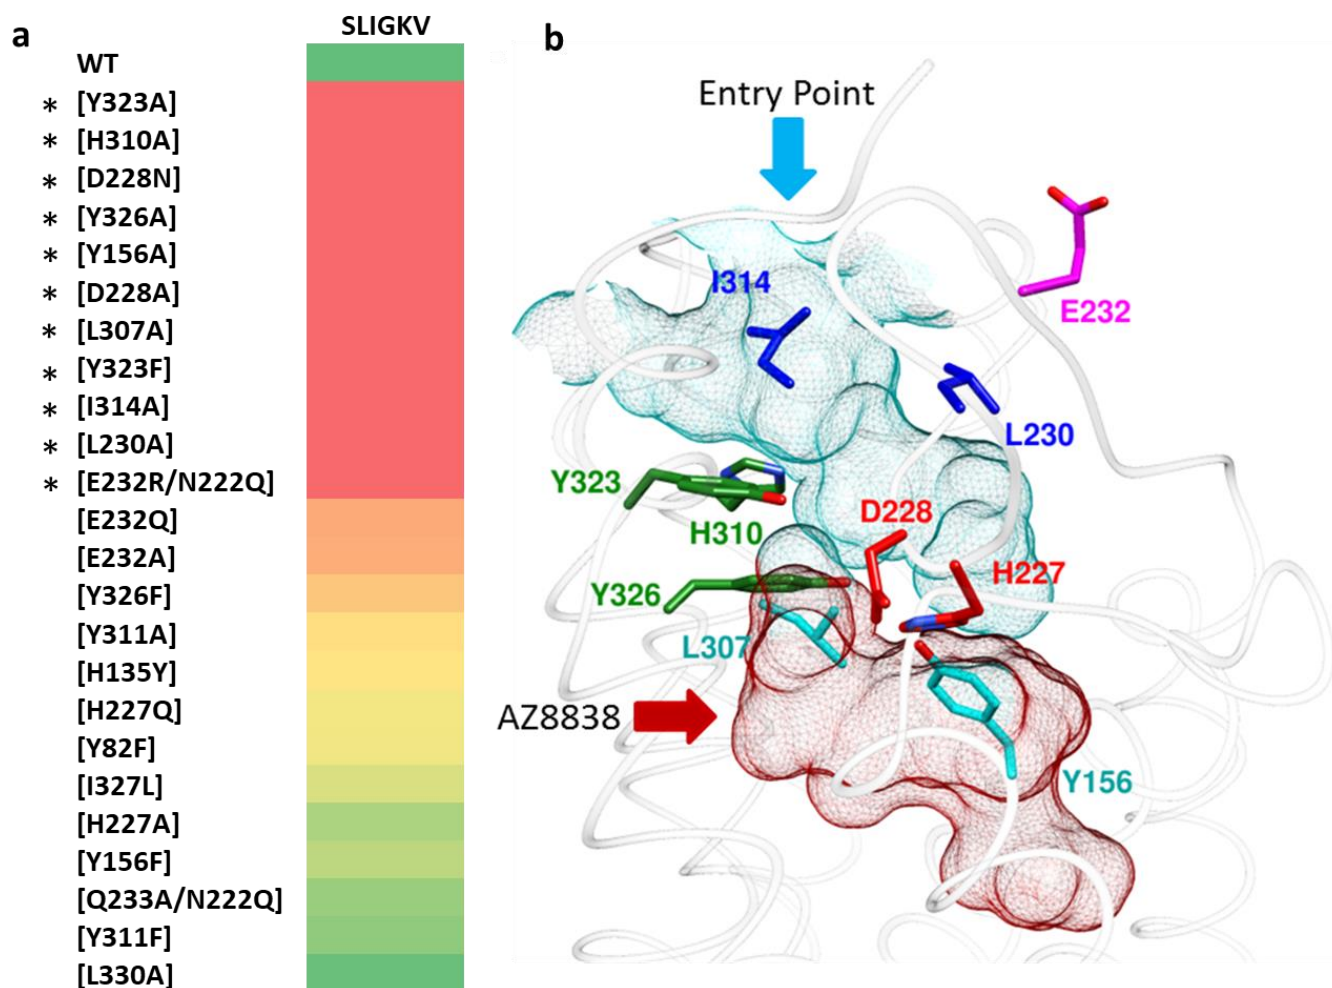 a
SLIGKV
WT
* [Y323A]
* [H310A]
* [D228N]
* [Y326A]
* [Y156A]
* [D228A]
* [L307A]
* [Y323F]
* [I314A]
* [L230A]
* [E232R/N222Q]
[E232Q]
[E232A]
[Y326F]
[Y311A]
[H135Y]
[H227Q]
[Y82F]
[I327L]
[H227A]
[Y156F]
[Q233A/N222Q]
[Y311F]
[L330A]
b
Entry Point
I314
E232
L230
Y323
H310
D228
H227
Y326
L307
AZ8838
Y156